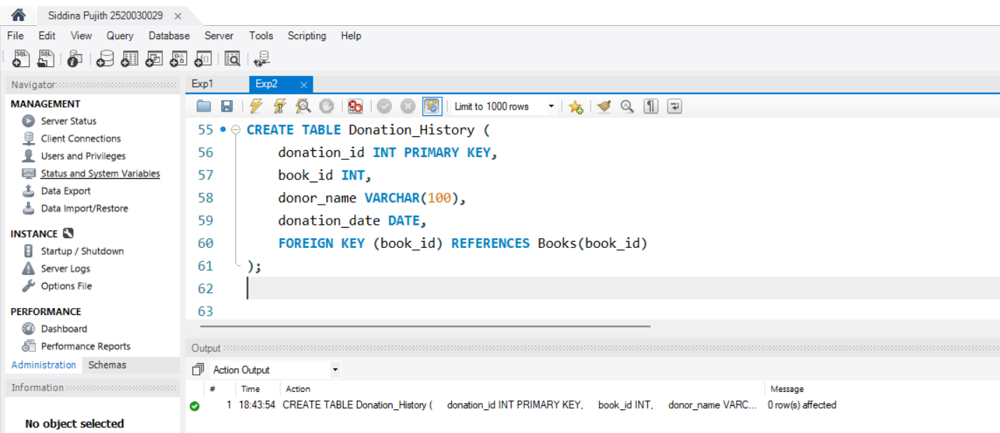 Siddina Pujith 2520030029 ×
File Edit View Query Database Server Tools Scripting Help
SQL SQL
Navigator
MANAGEMENT
Server Status
Client Connections
Users and Privileges
Status and System Variables
Data Export
Data Import/Restore
INSTANCE
Startup / Shutdown
Server Logs
Options File
PERFORMANCE
Dashboard
Performance Reports
Administration Schemas
Information
No object selected
Exp1 Exp2 ×
Limit to 1000 rows
55 CREATE TABLE Donation_History (
56 donation_id INT PRIMARY KEY,
57 book_id INT,
58 donor_name VARCHAR(100),
59 donation_date DATE,
60 FOREIGN KEY (book_id) REFERENCES Books(book_id)
61 );
62
63
Output
Action Output
# Time Action Message
1 18:43:54 CREATE TABLE Donation_History ( donation_id INT PRIMARY KEY, book_id INT, donor_name VARC... 0 row(s) affected